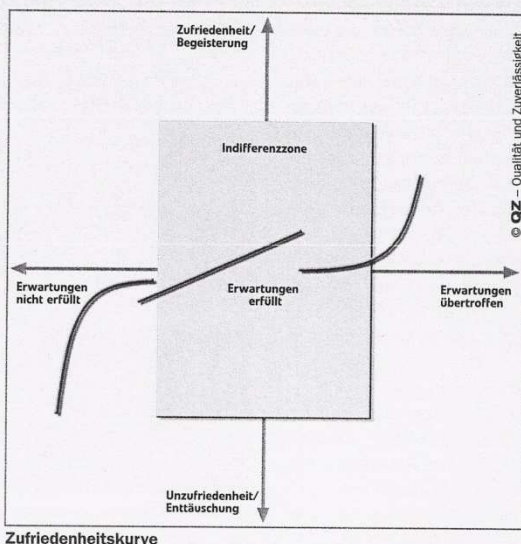 Zufriedenheit/
Begeisterung
© QZ – Qualität und Zuverlässigkeit
Indifferenzzone
Erwartungen
nicht erfüllt
Erwartungen
erfüllt
Erwartungen
übertroffen
Unzufriedenheit/
Enttäuschung
Zufriedenheitskurve